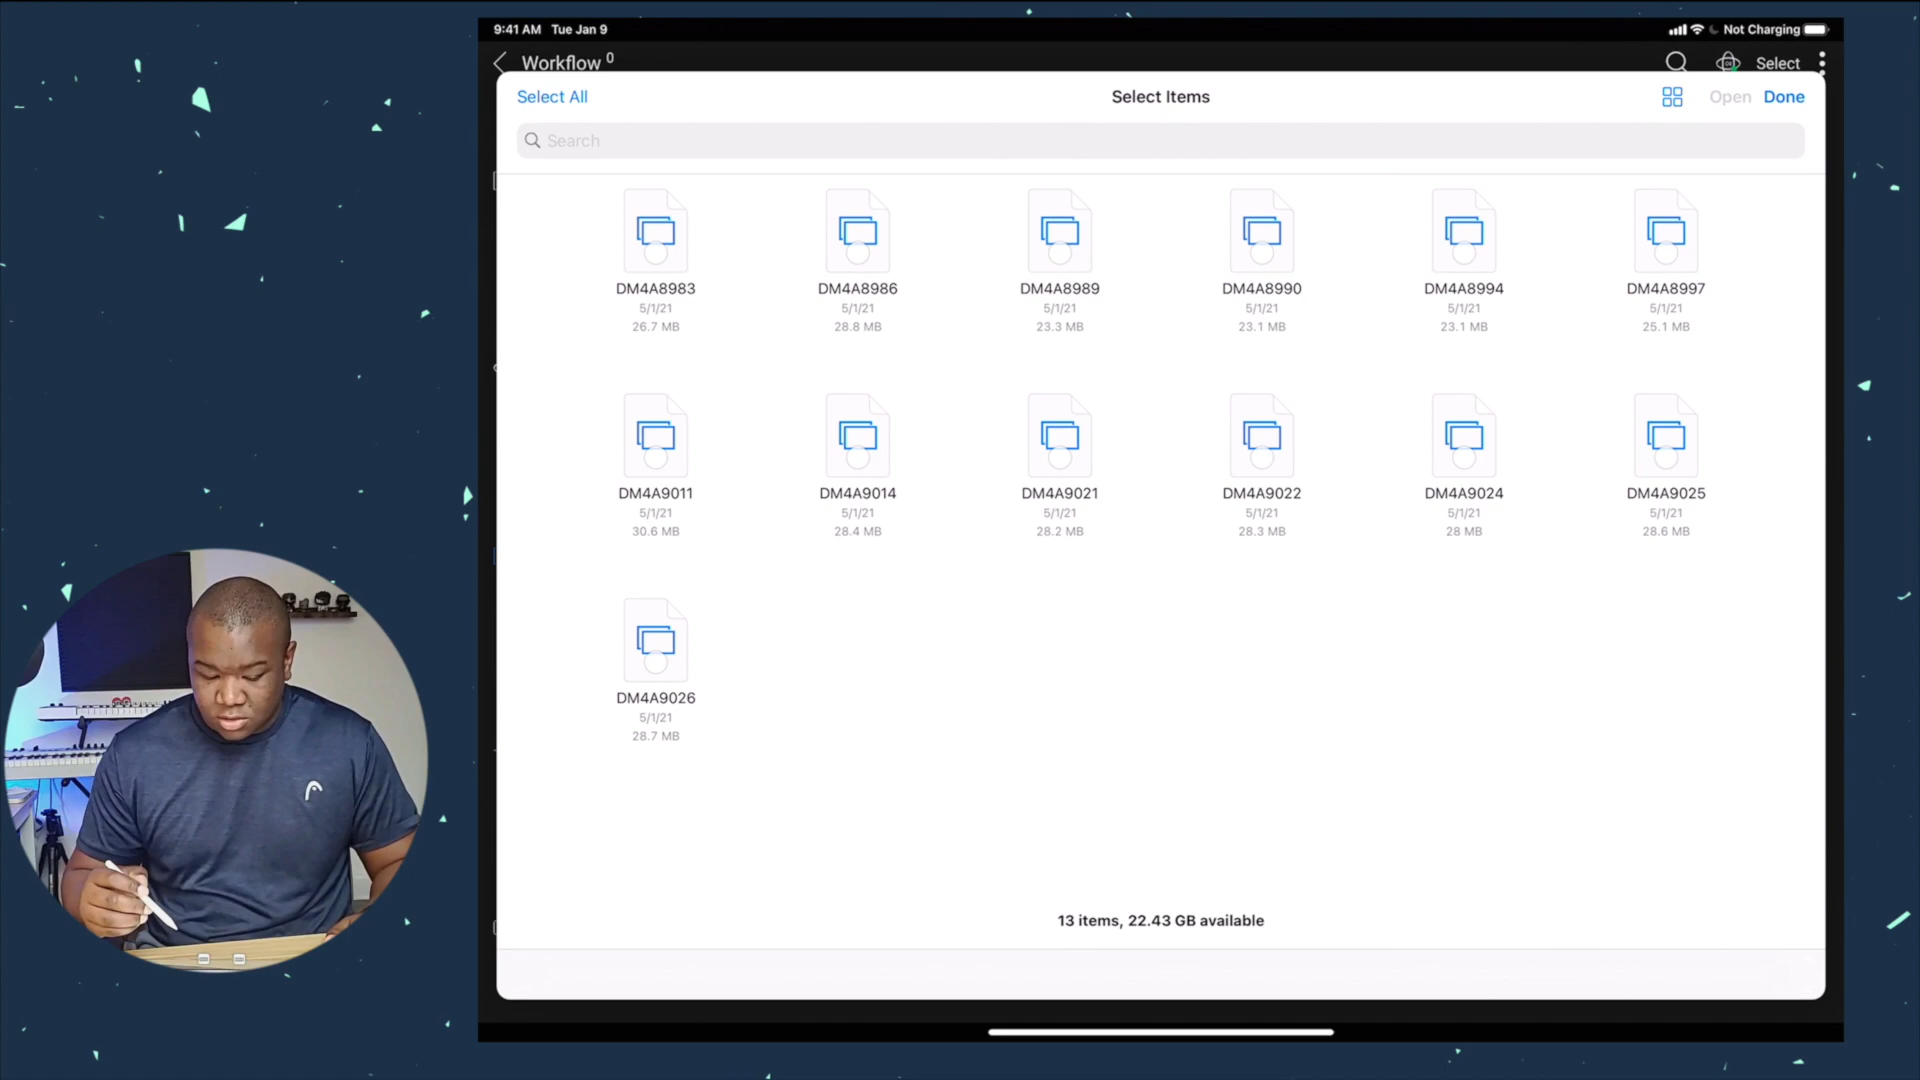 9:41 AM Tue Jan 9
Not Charging
Workflow 0
Select
Select All
Select Items
Open Done
Search
DM4A8983
5/1/21
26.7 MB
DM4A8986
5/1/21
28.8 MB
DM4A8989
5/1/21
23.3 MB
DM4A8990
5/1/21
23.1 MB
DM4A8994
5/1/21
23.1 MB
DM4A8997
5/1/21
25.1 MB
DM4A9011
5/1/21
30.6 MB
DM4A9014
5/1/21
28.4 MB
DM4A9021
5/1/21
28.2 MB
DM4A9022
5/1/21
28.3 MB
DM4A9024
5/1/21
28 MB
DM4A9025
5/1/21
28.6 MB
DM4A9026
5/1/21
28.7 MB
13 items, 22.43 GB available